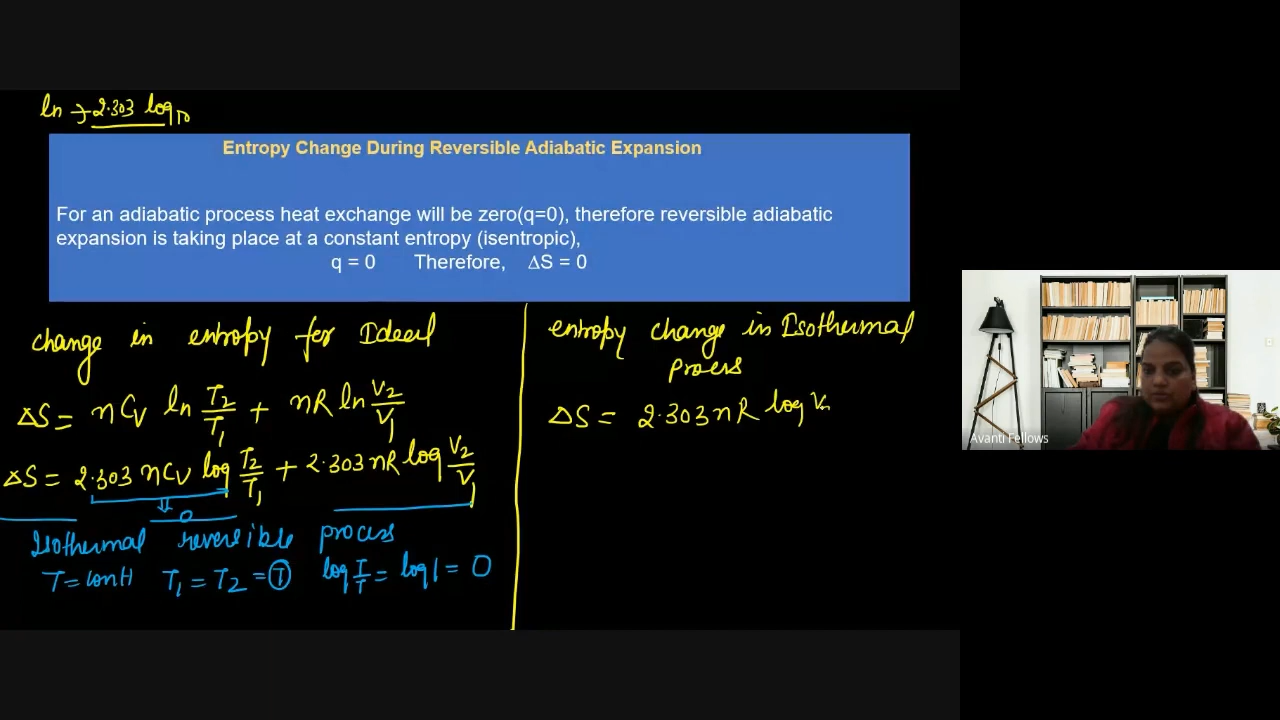 ln → 2.303 log10
Entropy Change During Reversible Adiabatic Expansion
For an adiabatic process heat exchange will be zero(q=0), therefore reversible adiabatic
expansion is taking place at a constant entropy (isentropic),
q = 0 Therefore, ΔS = 0
change in entropy for Ideal
ΔS = nCv ln T2/T1 + nR ln V2/V1
ΔS = 2.303 nCv log T2/T1 + 2.303 nR log V2/V1
⇓
0
Isothermal reversible process
T = const T1 = T2 = T log T/T = log 1 = 0
entropy change in Isothermal
process
ΔS = 2.303 nR log V
Avanti Fellows